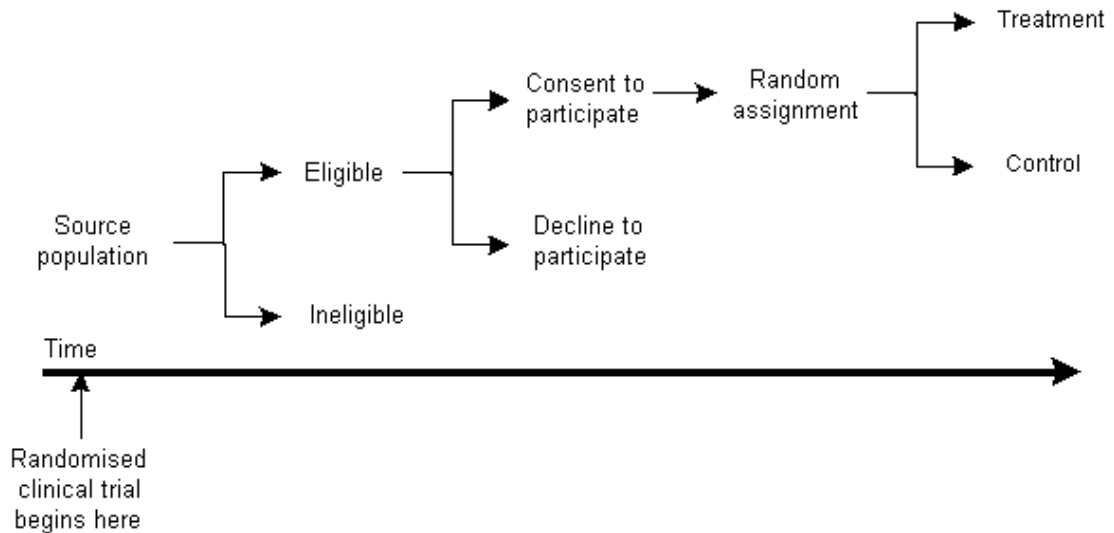 Treatment
Consent to
participate
Random
assignment
Eligible
Control
Source
population
Decline to
participate
Ineligible
Time
Randomised
clinical trial
begins here